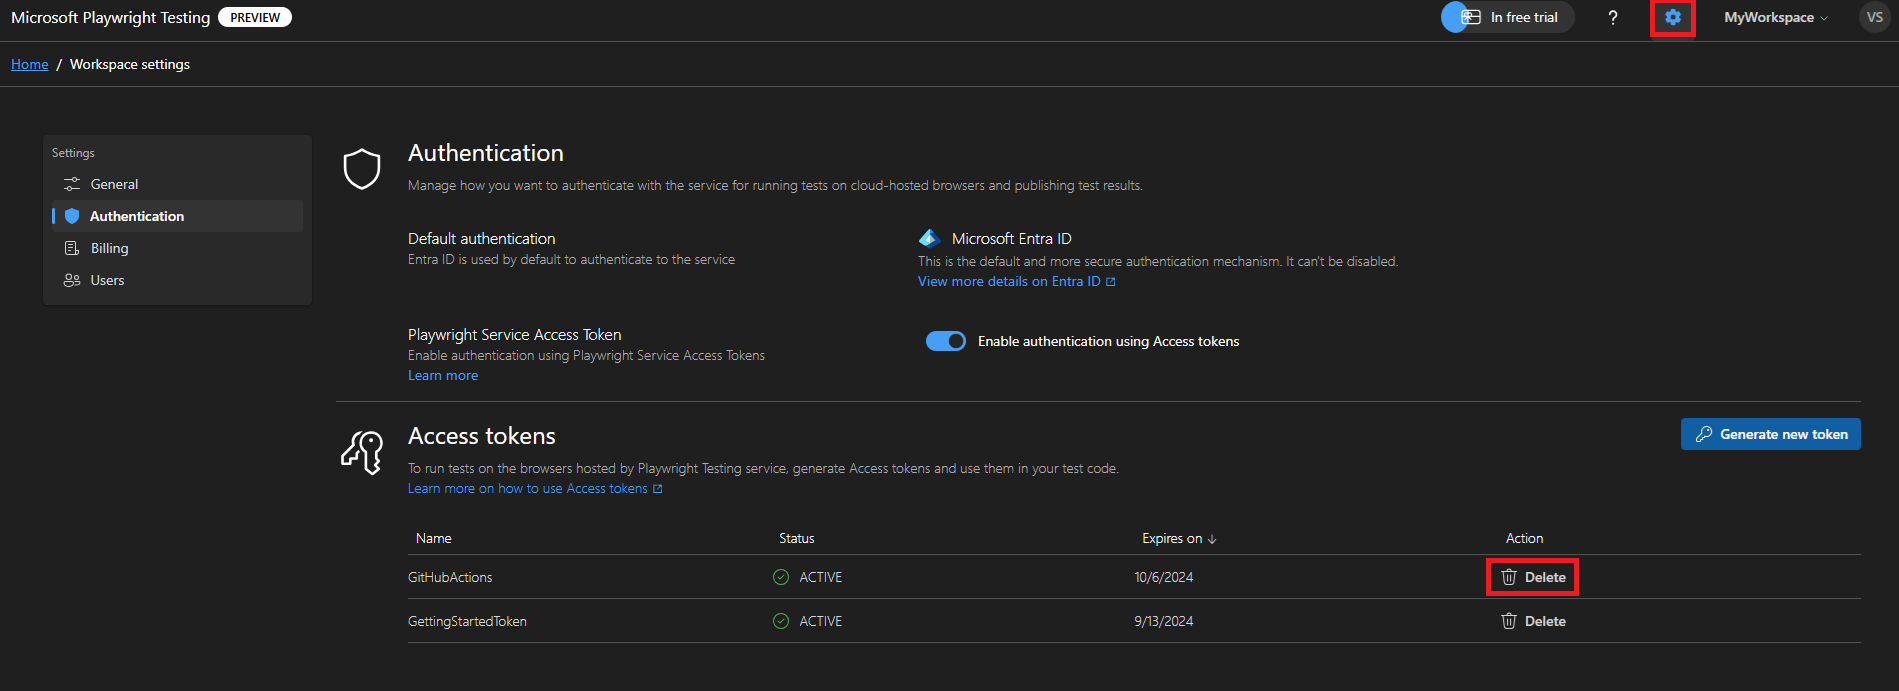 Microsoft Playwright Testing PREVIEW
In free trial ? MyWorkspace VS
Home / Workspace settings
Settings
General
Authentication
Billing
Users
Authentication
Manage how you want to authenticate with the service for running tests on cloud-hosted browsers and publishing test results.
Default authentication
Entra ID is used by default to authenticate to the service
Microsoft Entra ID
This is the default and more secure authentication mechanism. It can't be disabled.
View more details on Entra ID
Playwright Service Access Token
Enable authentication using Playwright Service Access Tokens
Learn more
Enable authentication using Access tokens
Access tokens
To run tests on the browsers hosted by Playwright Testing service, generate Access tokens and use them in your test code.
Learn more on how to use Access tokens
Generate new token
Name Status Expires on ↓ Action
GitHubActions ACTIVE 10/6/2024 Delete
GettingStartedToken ACTIVE 9/13/2024 Delete